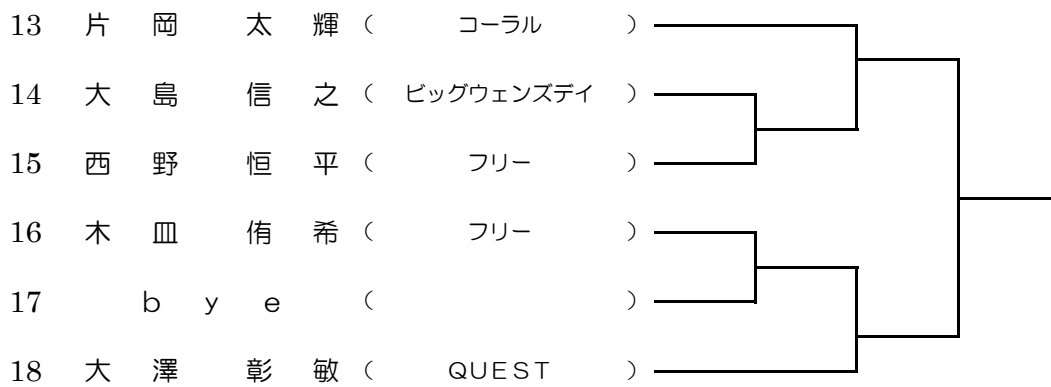 13 片岡 太輝 ( コーラル )
14 大島 信之 ( ビッグウェンズデイ )
15 西野 恒平 ( フリー )
16 木皿 侑希 ( フリー )
17 ｂｙｅ ( )
18 大澤 彰敏 ( ＱＵＥＳＴ )